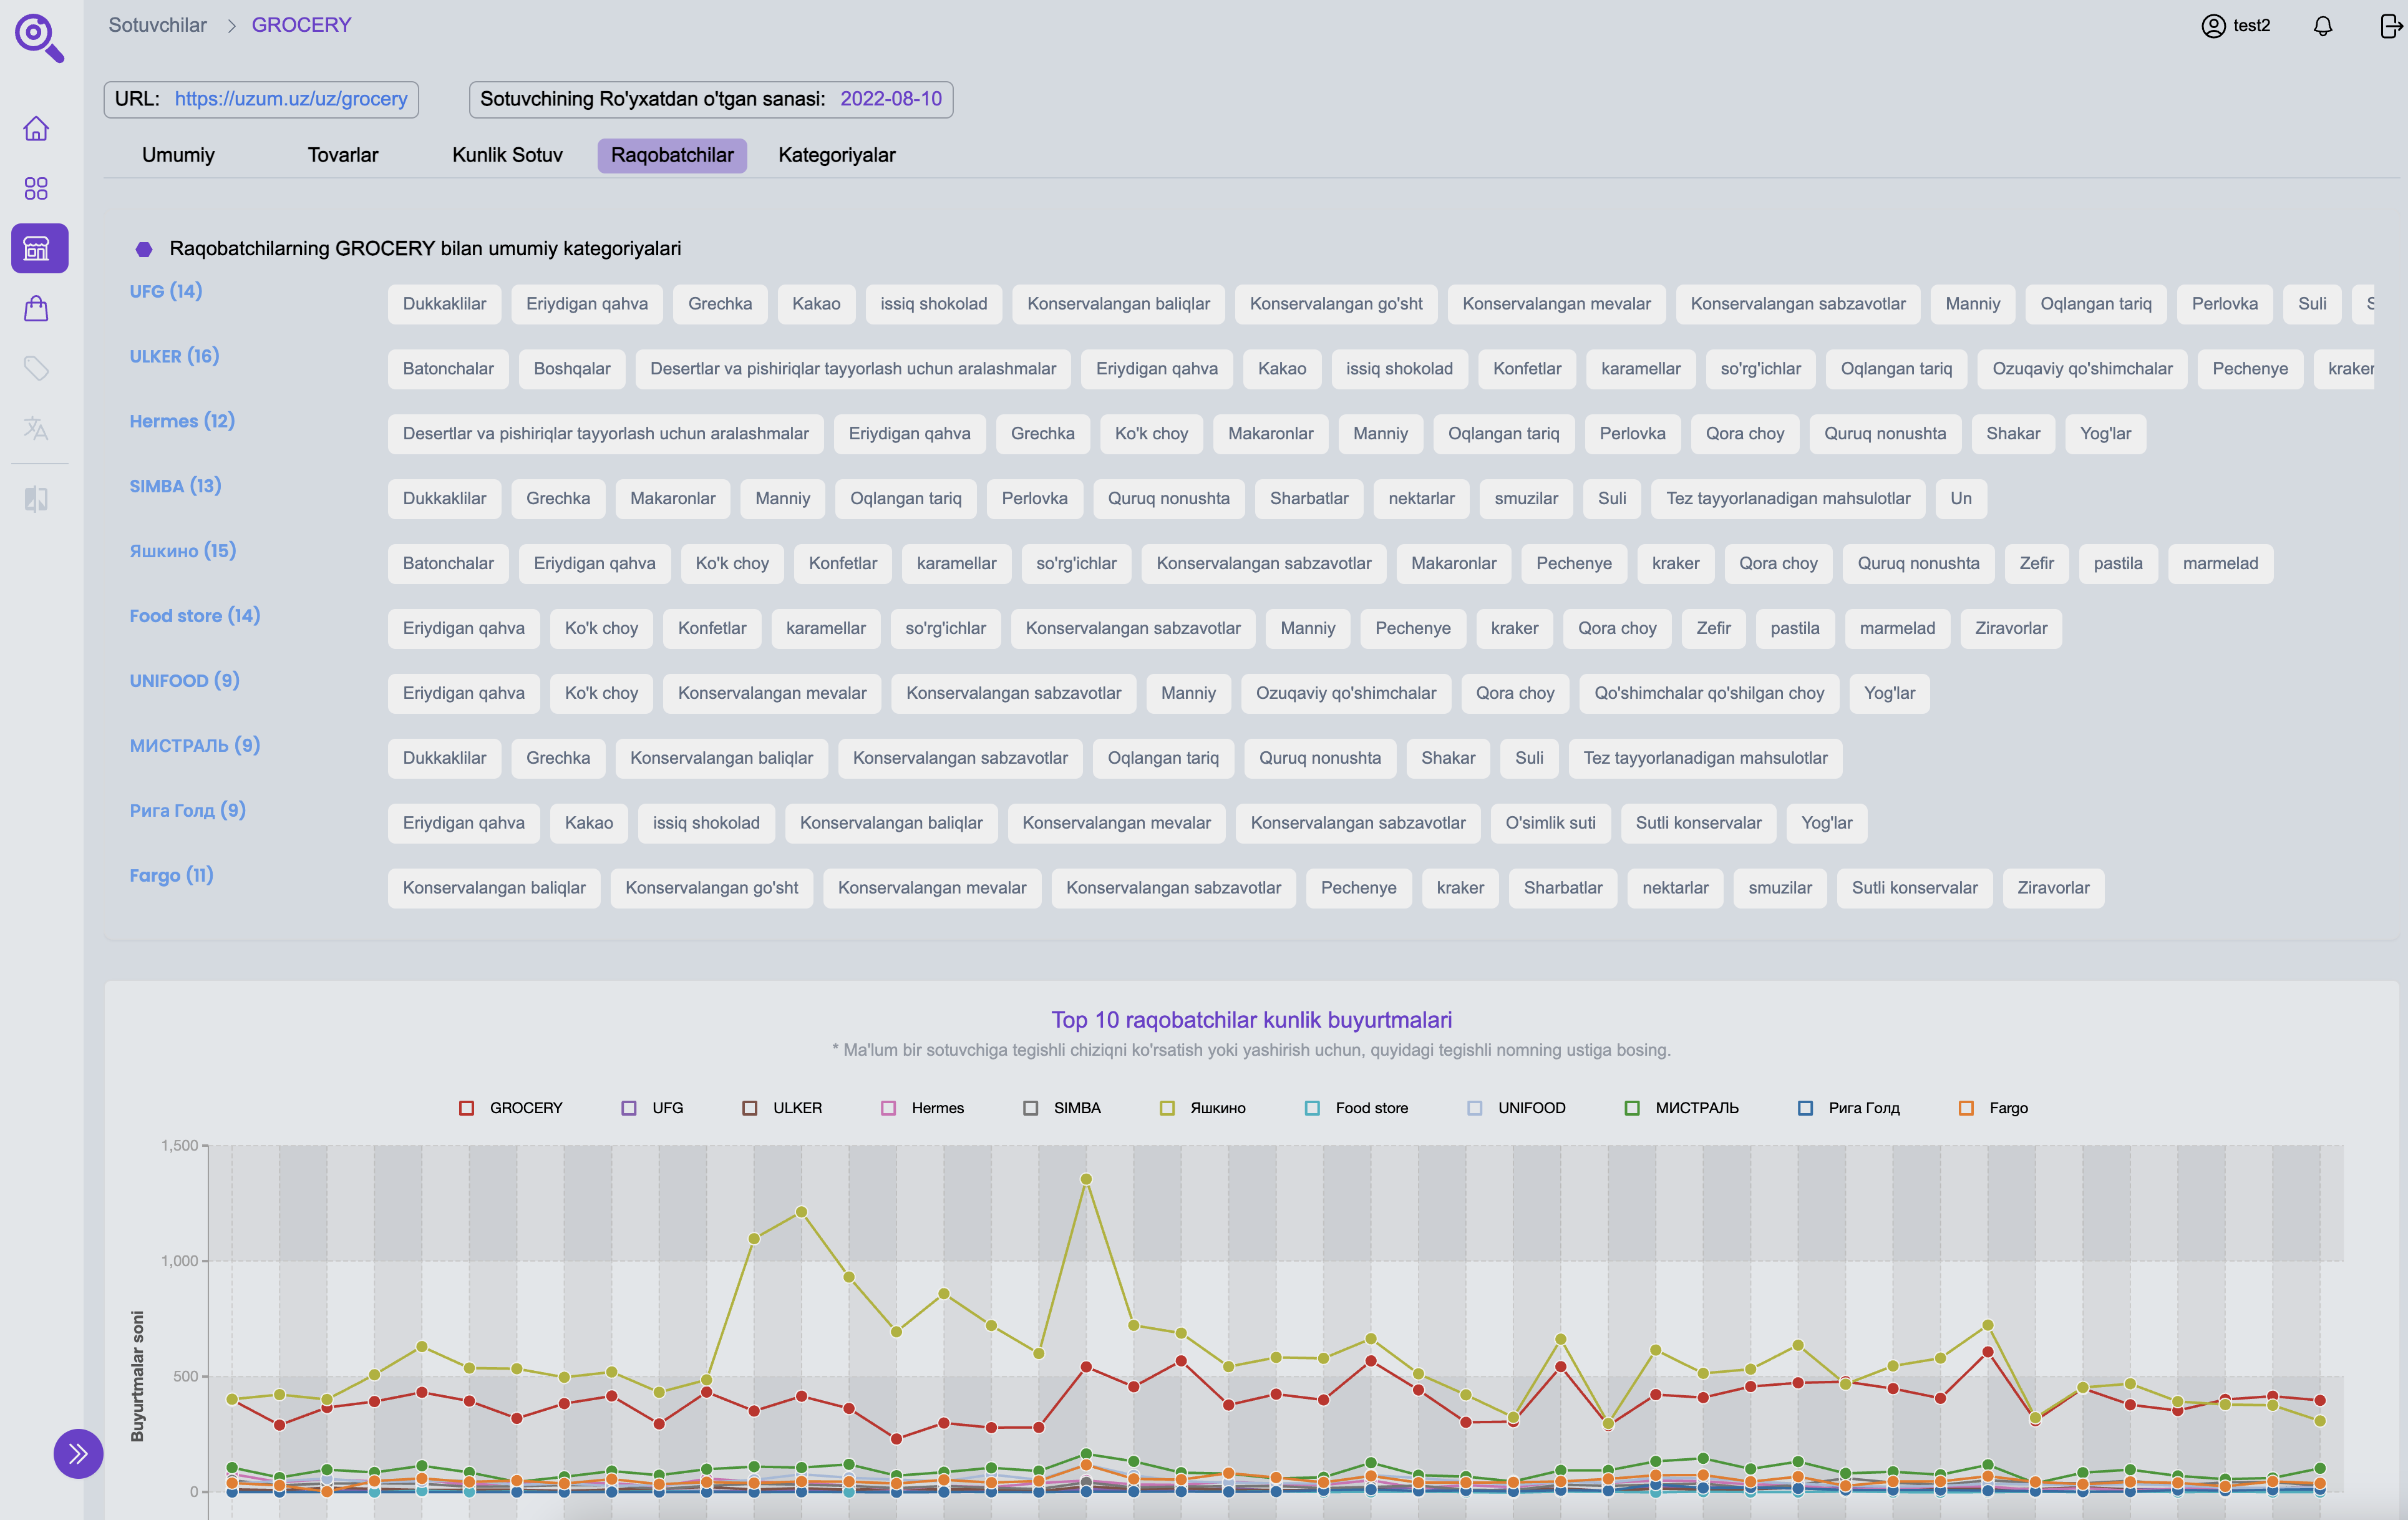 Sotuvchilar > GROCERY
test2
URL: https://uzum.uz/uz/grocery
Sotuvchining Ro'yxatdan o'tgan sanasi: 2022-08-10
Umumiy Tovarlar Kunlik Sotuv Raqobatchilar Kategoriyalar
Raqobatchilarning GROCERY bilan umumiy kategoriyalari
UFG (14) Dukkaklilar Eriydigan qahva Grechka Kakao issiq shokolad Konservalangan baliqlar Konservalangan go'sht Konservalangan mevalar Konservalangan sabzavotlar Manniy Oqlangan tariq Perlovka Suli
ULKER (16) Batonchalar Boshqalar Desertlar va pishiriqlar tayyorlash uchun aralashmalar Eriydigan qahva Kakao issiq shokolad Konfetlar karamellar so'rg'ichlar Oqlangan tariq Ozuqaviy qo'shimchalar Pechenye kraker
Hermes (12) Desertlar va pishiriqlar tayyorlash uchun aralashmalar Eriydigan qahva Grechka Ko'k choy Makaronlar Manniy Oqlangan tariq Perlovka Qora choy Quruq nonushta Shakar Yog'lar
SIMBA (13) Dukkaklilar Grechka Makaronlar Manniy Oqlangan tariq Perlovka Quruq nonushta Sharbatlar nektarlar smuzilar Suli Tez tayyorlanadigan mahsulotlar Un
Яшкино (15) Batonchalar Eriydigan qahva Ko'k choy Konfetlar karamellar so'rg'ichlar Konservalangan sabzavotlar Makaronlar Pechenye kraker Qora choy Quruq nonushta Zefir pastila marmelad
Food store (14) Eriydigan qahva Ko'k choy Konfetlar karamellar so'rg'ichlar Konservalangan sabzavotlar Manniy Pechenye kraker Qora choy Zefir pastila marmelad Ziravorlar
UNIFOOD (9) Eriydigan qahva Ko'k choy Konservalangan mevalar Konservalangan sabzavotlar Manniy Ozuqaviy qo'shimchalar Qora choy Qo'shimchalar qo'shilgan choy Yog'lar
МИСТРАЛЬ (9) Dukkaklilar Grechka Konservalangan baliqlar Konservalangan sabzavotlar Oqlangan tariq Quruq nonushta Shakar Suli Tez tayyorlanadigan mahsulotlar
Рига Голд (9) Eriydigan qahva Kakao issiq shokolad Konservalangan baliqlar Konservalangan mevalar Konservalangan sabzavotlar O'simlik suti Sutli konservalar Yog'lar
Fargo (11) Konservalangan baliqlar Konservalangan go'sht Konservalangan mevalar Konservalangan sabzavotlar Pechenye kraker Sharbatlar nektarlar smuzilar Sutli konservalar Ziravorlar
Top 10 raqobatchilar kunlik buyurtmalari
* Ma'lum bir sotuvchiga tegishli chiziqni ko'rsatish yoki yashirish uchun, quyidagi tegishli nomning ustiga bosing.
GROCERY UFG ULKER Hermes SIMBA Яшкино Food store UNIFOOD МИСТРАЛЬ Рига Голд Fargo
1,500
1,000
500
0
Buyurtmalar soni